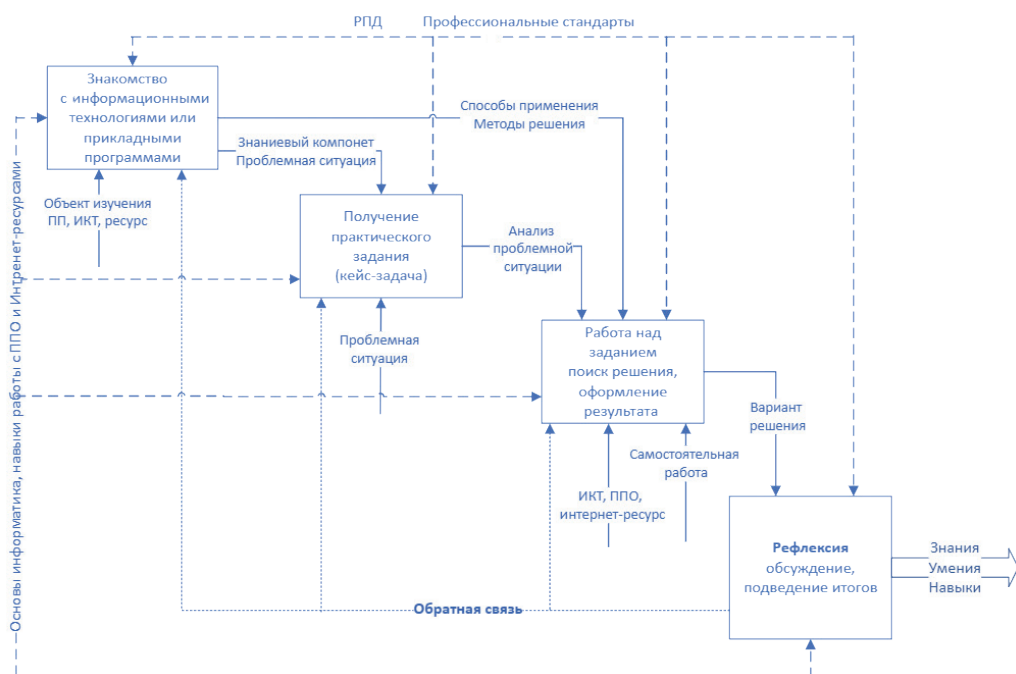 РПД
Профессиональные стандарты
Знакомство
с информационными
технологиями или
прикладными
программами
Способы применения
Методы решения
Знаниевый компонет
Проблемная ситуация
Объект изучения
ПП, ИКТ, ресурс
Получение
практического
задания
(кейс-задача)
Анализ
проблемной
ситуации
Проблемная
ситуация
Работа над
заданием
поиск решения,
оформление
результата
Вариант
решения
Самостоятельная
работа
ИКТ, ППО,
интернет-ресурс
Рефлексия
обсуждение,
подведение итогов
Знания
Умения
Навыки
Обратная связь
Основы информатика, навыки работы с ППО и Интренет-ресурсами